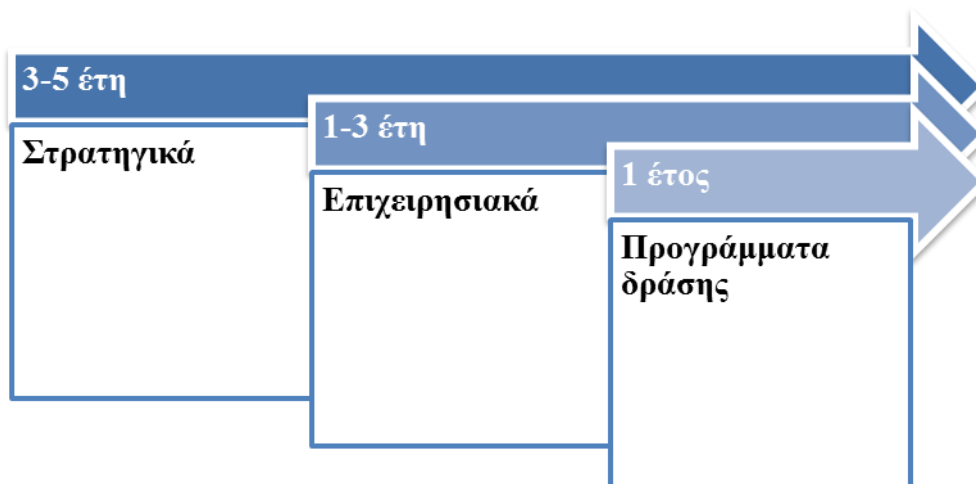 3-5 έτη
Στρατηγικά
1-3 έτη
Επιχειρησιακά
1 έτος
Προγράμματα
δράσης